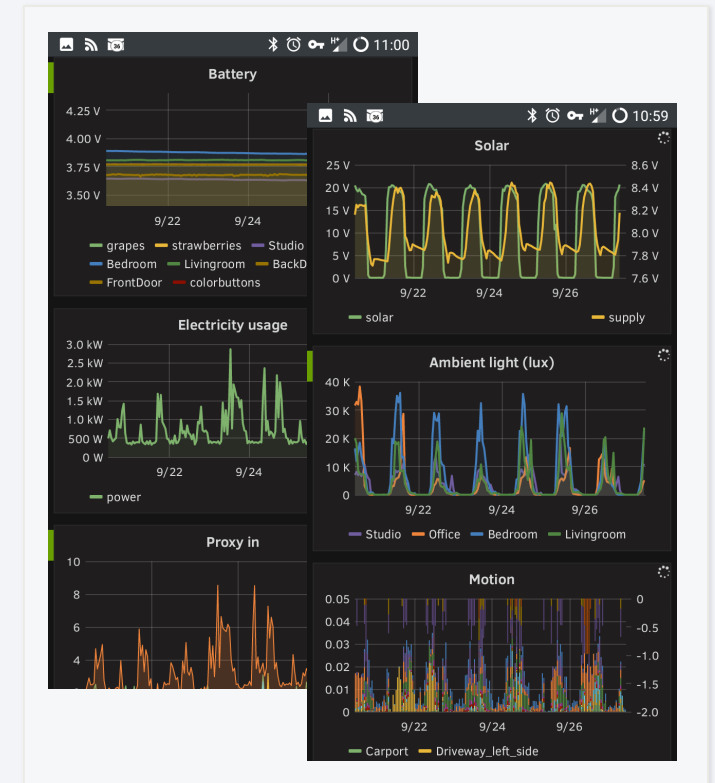 11:00
Battery
4.25 V
4.00 V
3.75 V
3.50 V
9/22 9/24
grapes strawberries Studio
Bedroom Livingroom BackD
FrontDoor colorbuttons
Electricity usage
3.0 kW
2.5 kW
2.0 kW
1.5 kW
1.0 kW
500 W
0 W
9/22 9/24
power
Proxy in
10
8
6
4
H+ 10:59
Solar
25 V 8.6 V
20 V 8.4 V
15 V 8.2 V
10 V 8.0 V
5 V 7.8 V
0 V 7.6 V
9/22 9/24 9/26
solar supply
Ambient light (lux)
40 K
30 K
20 K
10 K
0
9/22 9/24 9/26
Studio Office Bedroom Livingroom
Motion
0.05 0
0.04 -0.5
0.03 -1.0
0.02 -1.5
0.01
0 -2.0
9/22 9/24 9/26
Carport Driveway_left_side